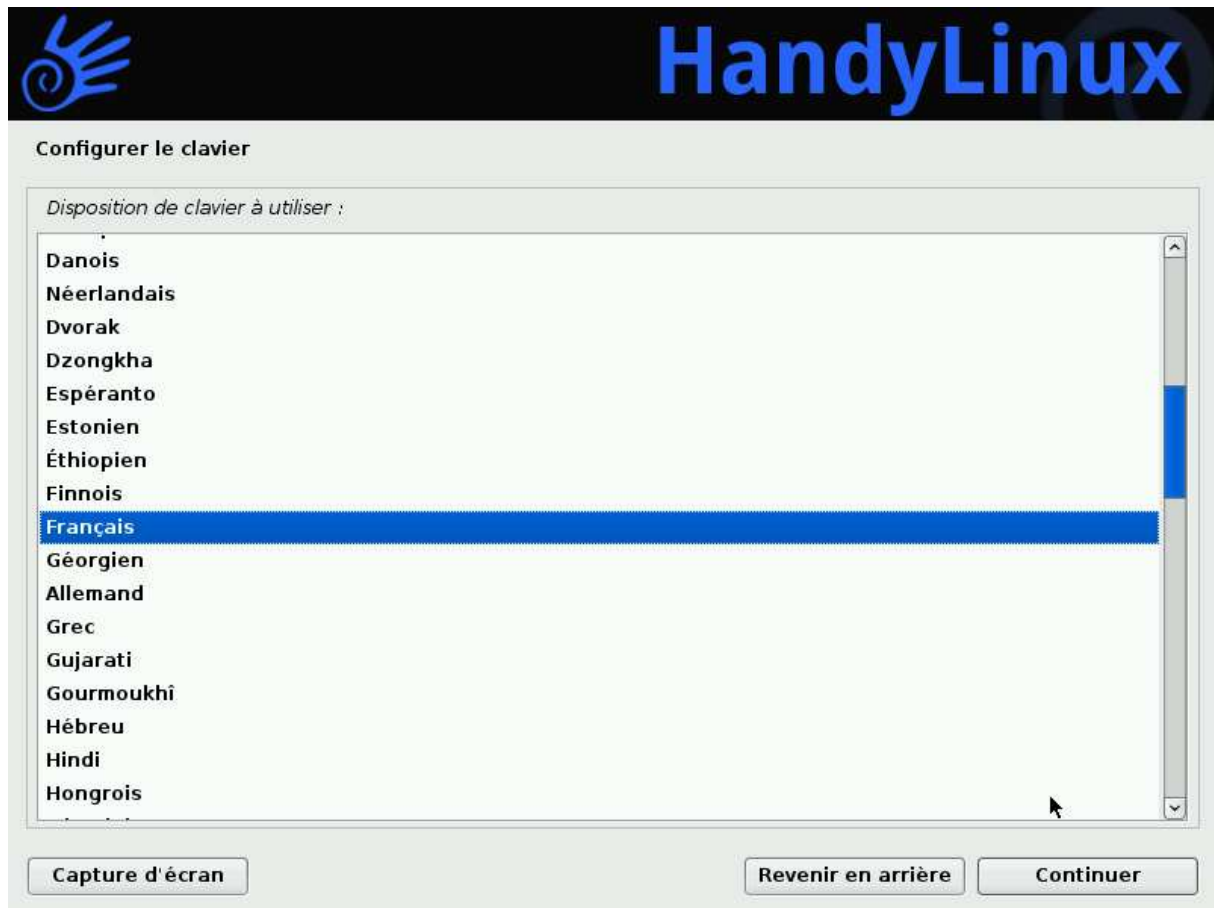 HandyLinux
Configurer le clavier
Disposition de clavier à utiliser :
Danois
Néerlandais
Dvorak
Dzongkha
Espéranto
Estonien
Éthiopien
Finnois
Français
Géorgien
Allemand
Grec
Gujarati
Gourmoukhî
Hébreu
Hindi
Hongrois
Capture d'écran
Revenir en arrière
Continuer